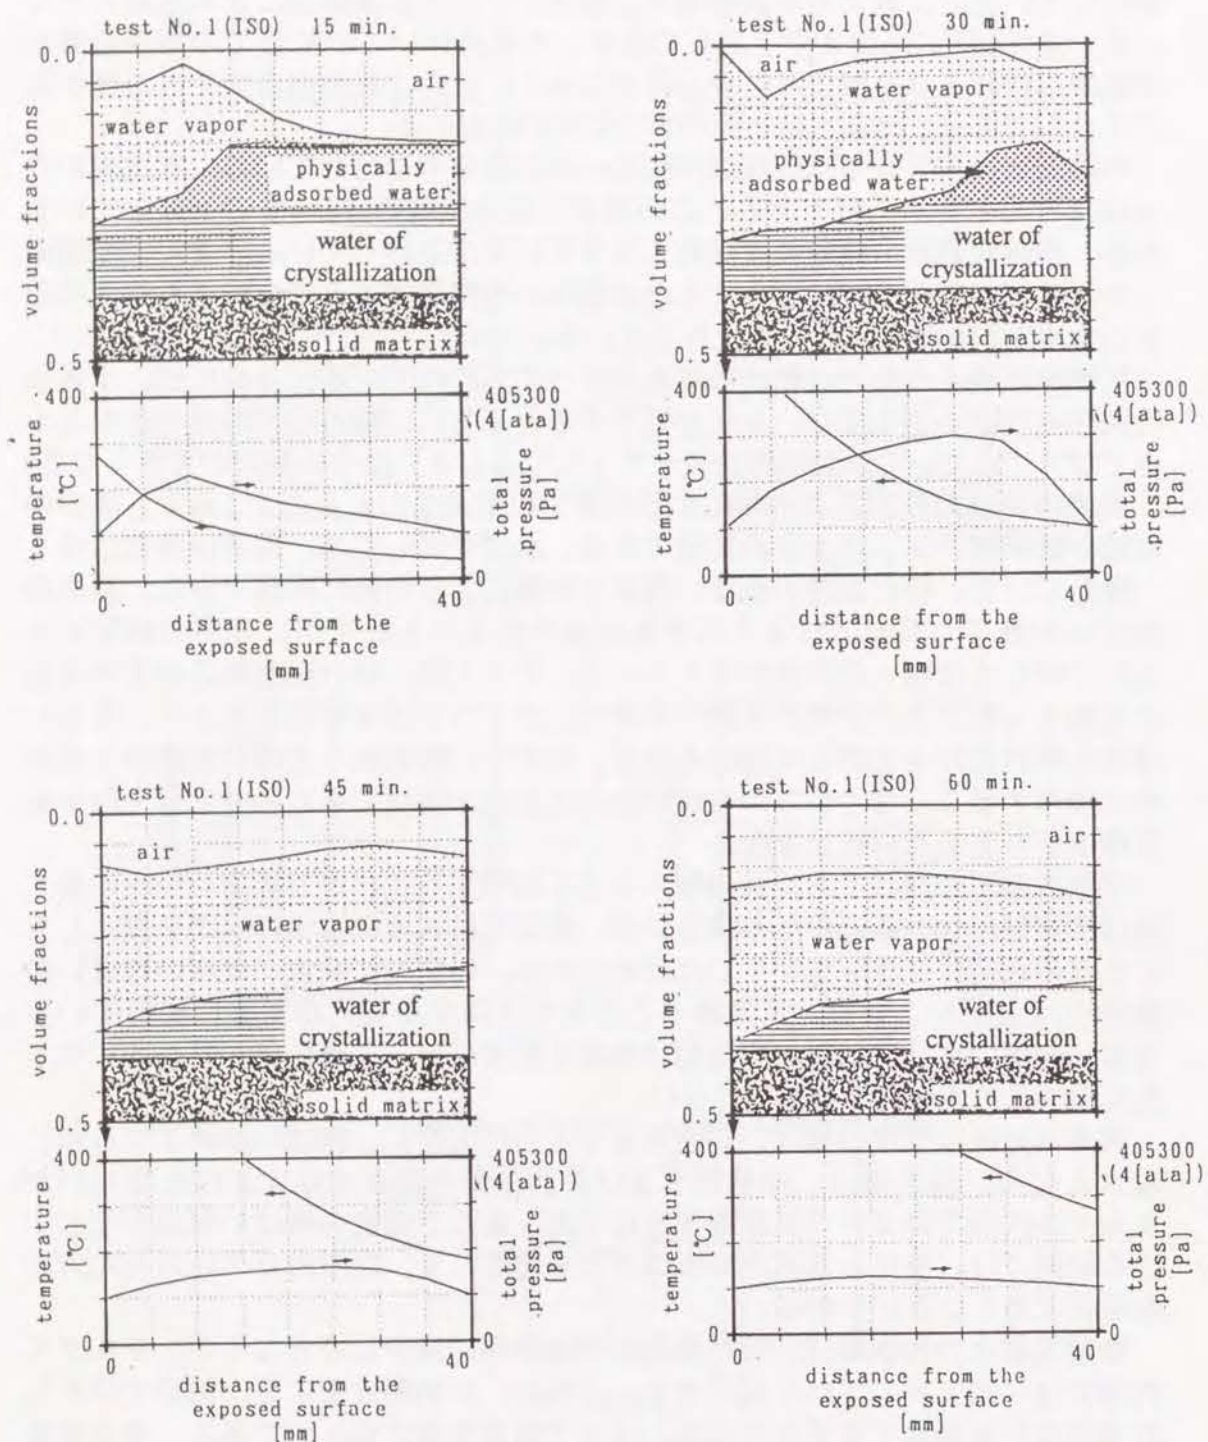 test No.1(ISO) 15 min.
0.0
air
water vapor
physically
adsorbed water
water of
crystallization
solid matrix
volume fractions
0.5
400
405300
(4[ata])
temperature
[℃]
total
pressure
[Pa]
0
0
0
40
distance from the
exposed surface
[mm]
test No.1(ISO) 30 min.
0.0
air
water vapor
physically
adsorbed water
water of
crystallization
solid matrix
volume fractions
0.5
400
405300
(4[ata])
temperature
[℃]
total
pressure
[Pa]
0
0
0
40
distance from the
exposed surface
[mm]
test No.1(ISO) 45 min.
0.0
air
water vapor
water of
crystallization
solid matrix
volume fractions
0.5
400
405300
(4[ata])
temperature
[℃]
total
pressure
[Pa]
0
0
0
40
distance from the
exposed surface
[mm]
test No.1(ISO) 60 min.
0.0
air
water vapor
water of
crystallization
solid matrix
volume fractions
0.5
400
405300
(4[ata])
temperature
[℃]
total
pressure
[Pa]
0
0
0
40
distance from the
exposed surface
[mm]